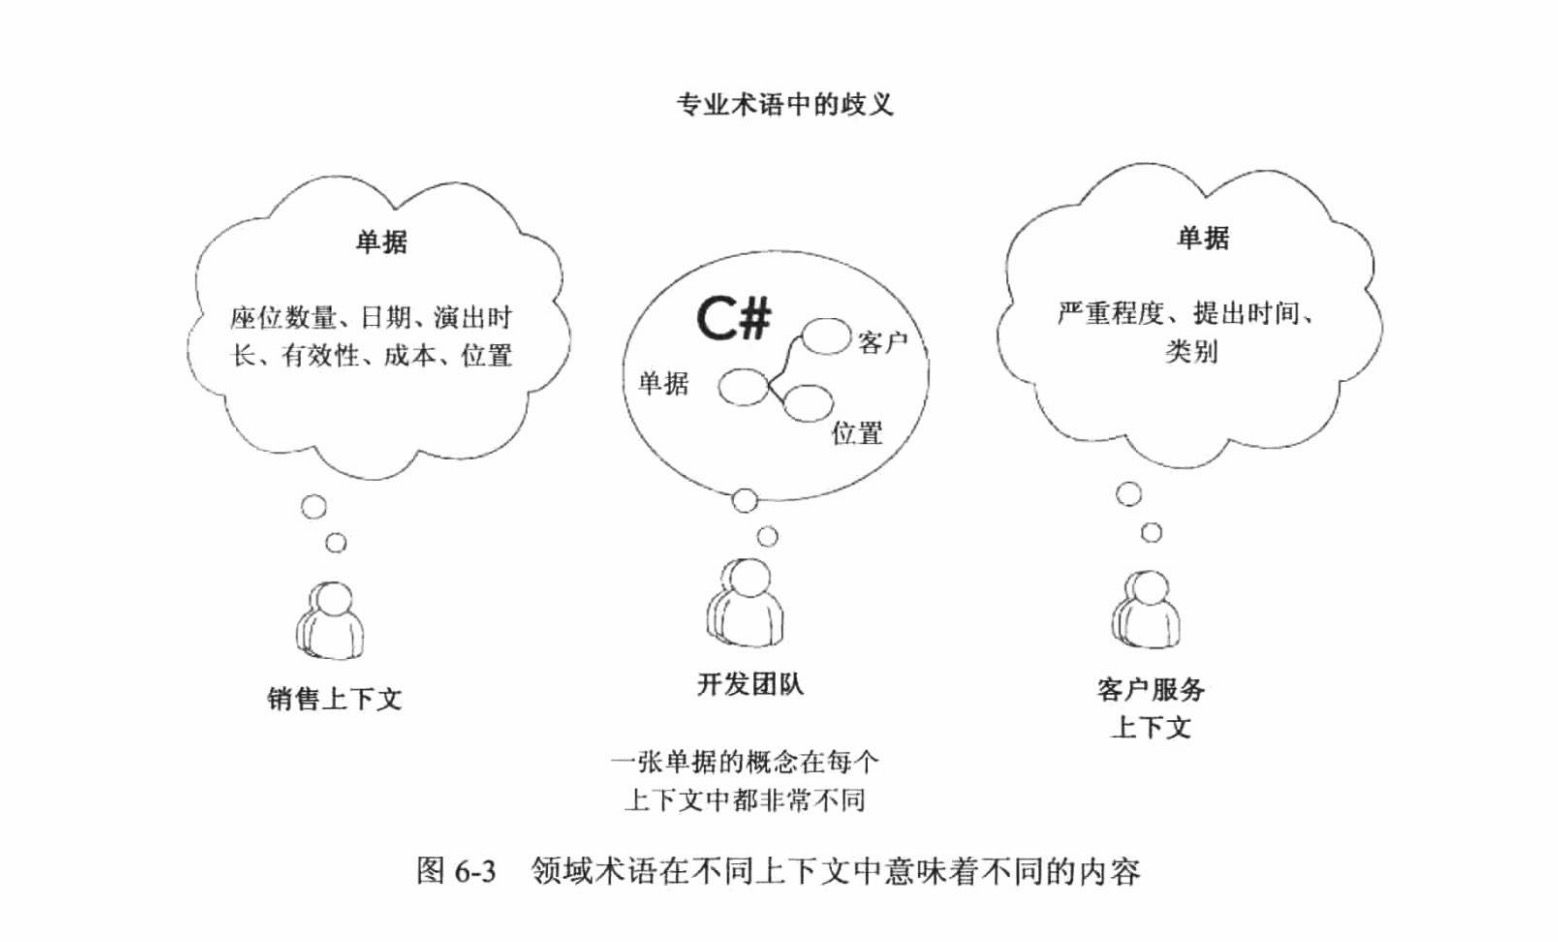 专业术语中的歧义
单据
座位数量、日期、演出时
长、有效性、成本、位置
销售上下文
C#
客户
单据
位置
开发团队
一张单据的概念在每个
上下文中都非常不同
单据
严重程度、提出时间、
类别
客户服务
上下文
图 6-3 领域术语在不同上下文中意味着不同的内容